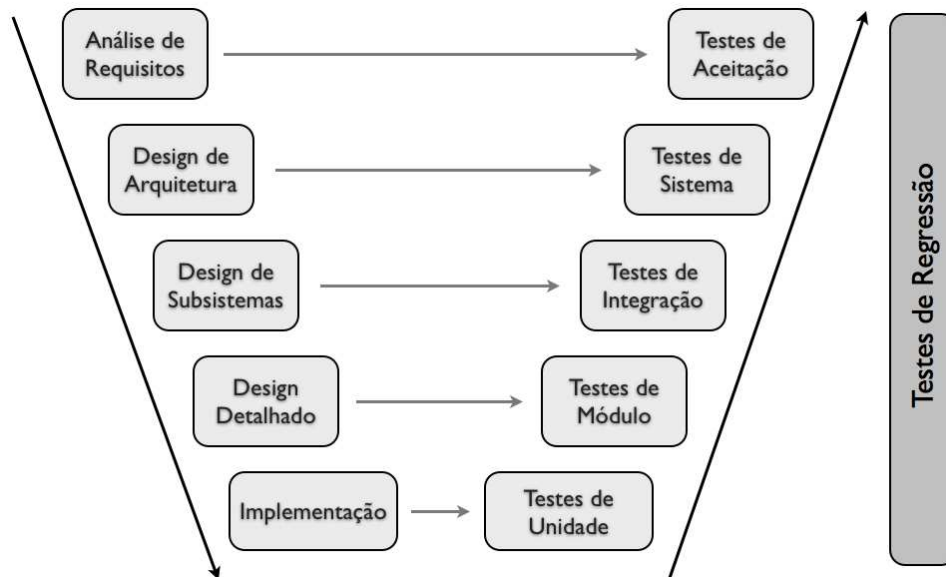 Análise de
Requisitos
Testes de
Aceitação
Design de
Arquitetura
Testes de
Sistema
Design de
Subsistemas
Testes de
Integração
Design
Detalhado
Testes de
Módulo
Implementação
Testes de
Unidade
Testes de Regressão